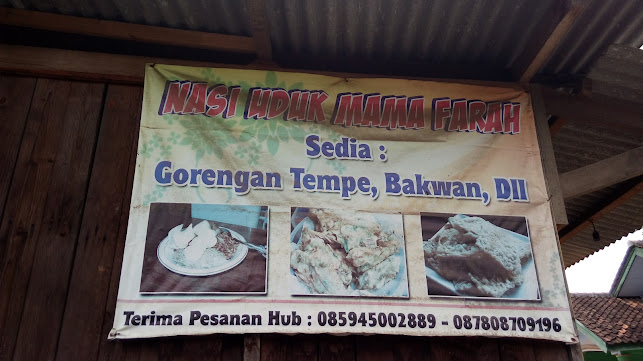 NASI UDUK MAMA FARAH
Sedia :
Gorengan Tempe, Bakwan, Dll
Terima Pesanan Hub : 085945002889 - 087808709196